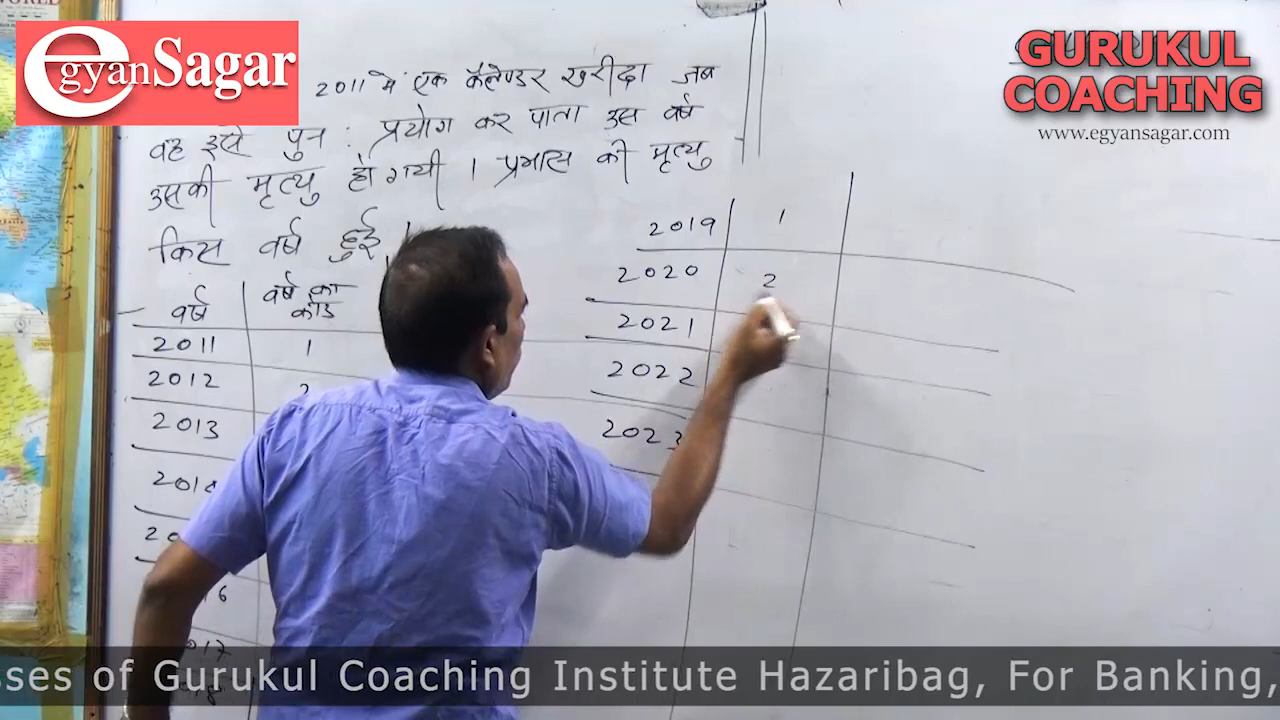 WORLD
egyanSagar
GURUKUL
COACHING
www.egyansagar.com
2011 में एक कैलेण्डर खरीदा जब
वह इसे पुन: प्रयोग कर पाता उस वर्ष
उसकी मृत्यु हो गयी । प्रभास की मृत्यु
किस वर्ष हुई
वर्ष वर्ष का कोड
2011 1
2012 2
2013
2014
2019 1
2020 2
2021
2022
2023
sses of Gurukul Coaching Institute Hazaribag, For Banking,